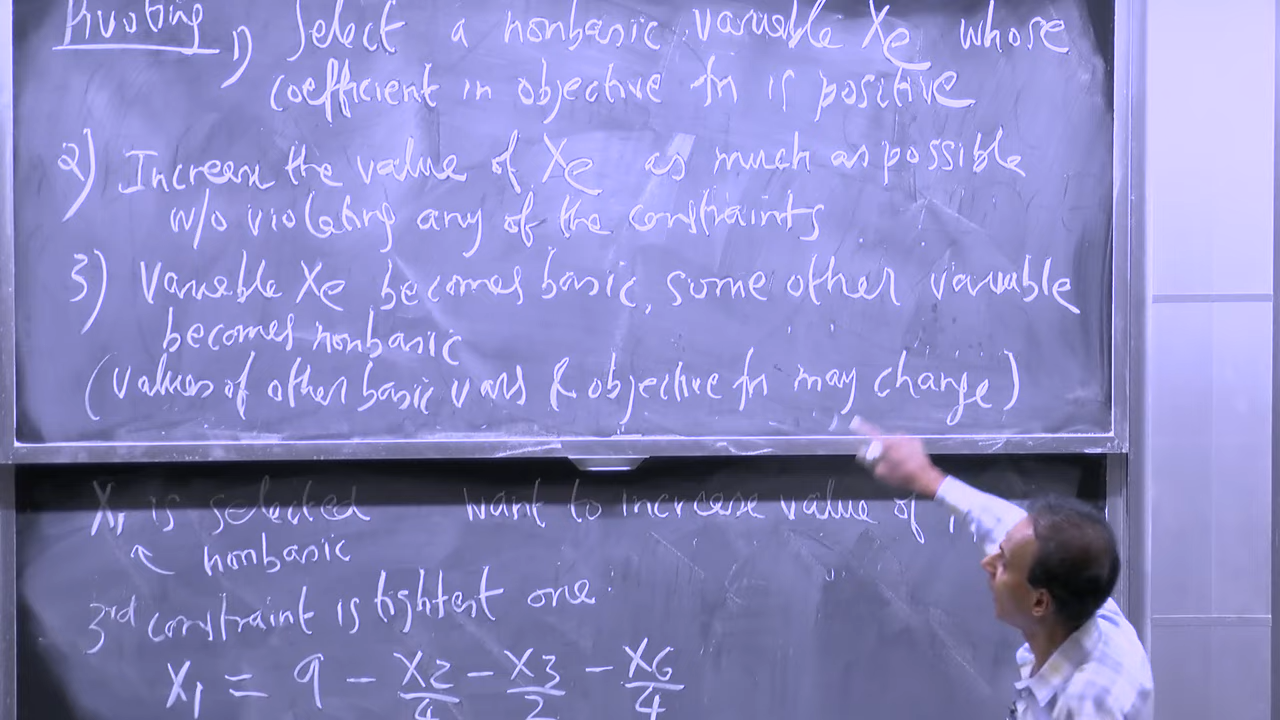 Pivoting 1) Select a nonbasic variable Xe whose
coefficient in objective fn is positive
2) Increase the value of Xe as much as possible
w/o violating any of the constraints
3) Variable Xe becomes basic, some other variable
becomes nonbasic
(values of other basic vars & objective fn may change)
X1 is selected want to increase value of
nonbasic
3rd constraint is tightest one:
X1 = 9 - X2/4 - X3/2 - X6/4